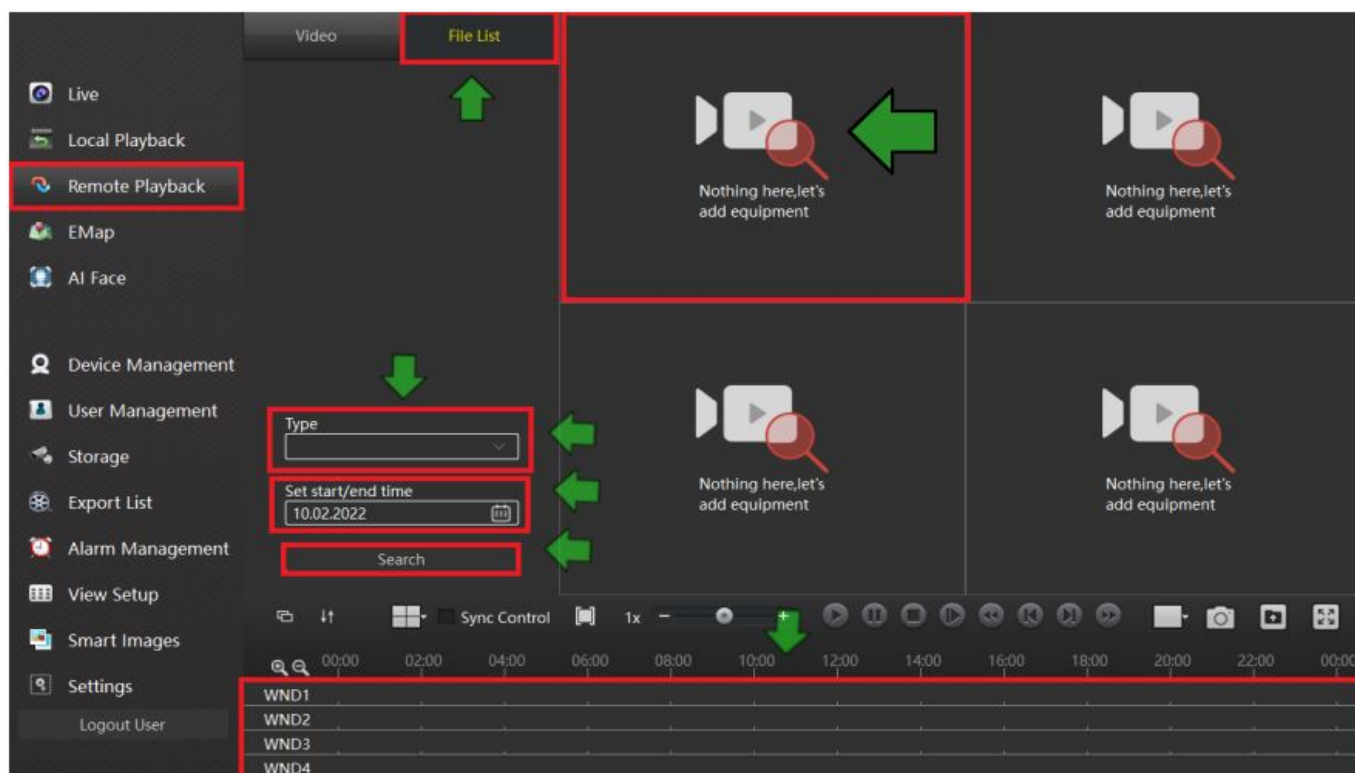 Video
File List
Live
Local Playback
Remote Playback
EMap
AI Face
Device Management
User Management
Storage
Export List
Alarm Management
View Setup
Smart Images
Settings
Logout User
Type
Set start/end time
10.02.2022
Search
Nothing here,let's
add equipment
Nothing here,let's
add equipment
Nothing here,let's
add equipment
Nothing here,let's
add equipment
Sync Control
1x
00:00 02:00 04:00 06:00 08:00 10:00 12:00 14:00 16:00 18:00 20:00 22:00 00:00
WND1
WND2
WND3
WND4